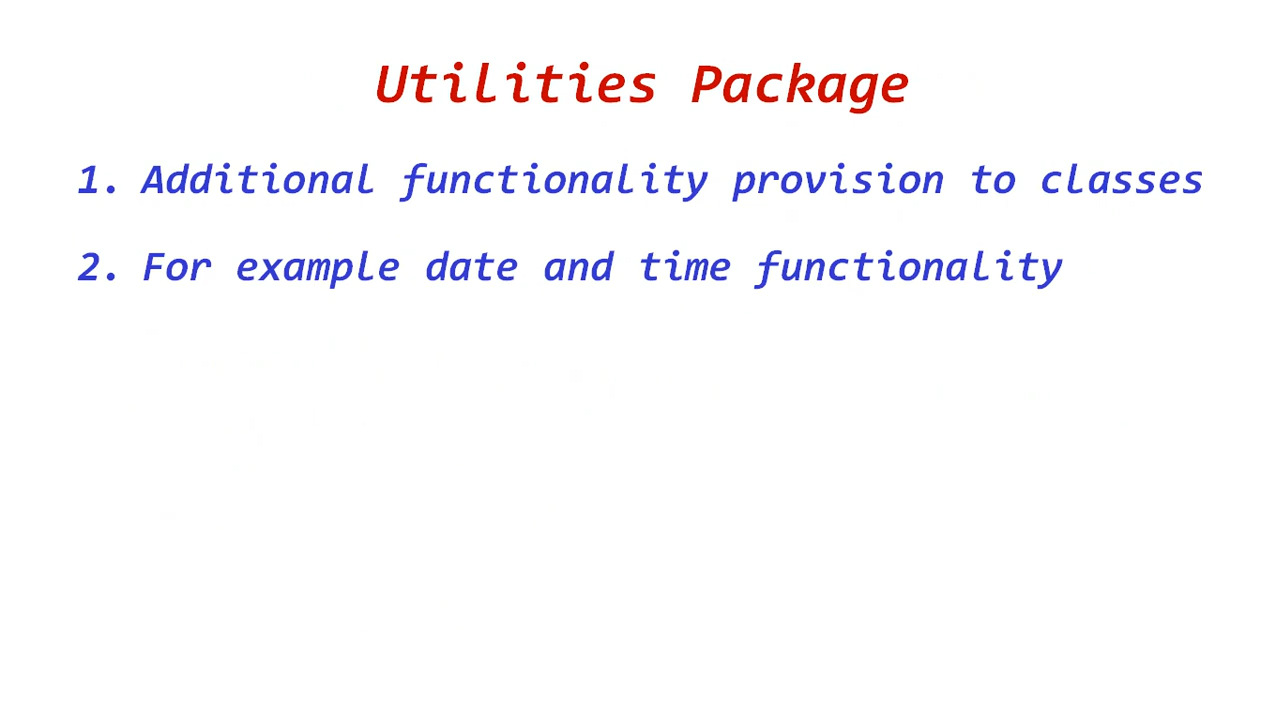 Utilities Package
1. Additional functionality provision to classes
2. For example date and time functionality